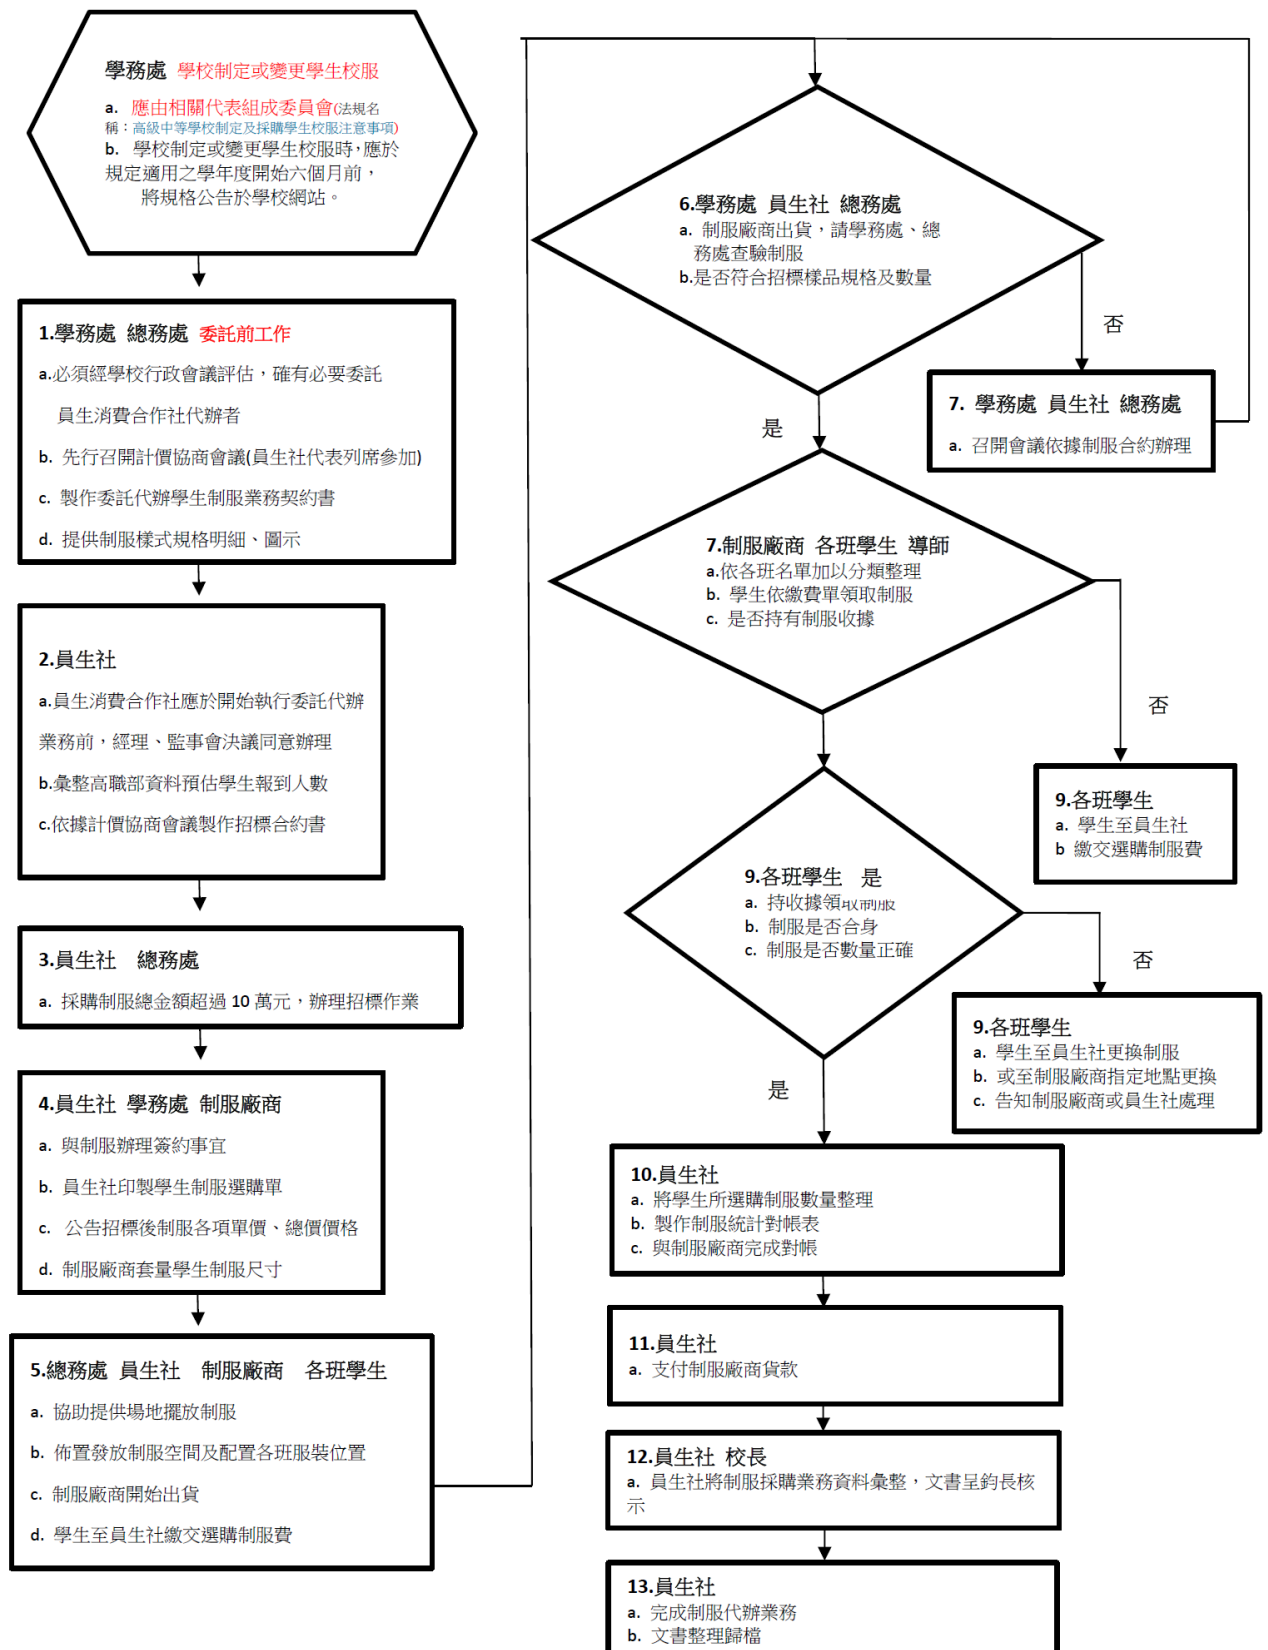 學務處 學校制定或變更學生校服
a. 應由相關代表組成委員會(法規名
稱：高級中等學校制定及採購學生校服注意事項)
b. 學校制定或變更學生校服時，應於
規定適用之學年度開始六個月前，
將規格公告於學校網站。
1.學務處 總務處 委託前工作
a.必須經學校行政會議評估，確有必要委託
員生消費合作社代辦者
b. 先行召開計價協商會議(員生社代表列席參加)
c. 製作委託代辦學生制服業務契約書
d. 提供制服樣式規格明細、圖示
2.員生社
a.員生消費合作社應於開始執行委託代辦
業務前，經理、監事會決議同意辦理
b.彙整高職部資料預估學生報到人數
c.依據計價協商會議製作招標合約書
3.員生社 總務處
a. 採購制服總金額超過 10 萬元，辦理招標作業
4.員生社 學務處 制服廠商
a. 與制服辦理簽約事宜
b. 員生社印製學生制服選購單
c. 公告招標後制服各項單價、總價價格
d. 制服廠商套量學生制服尺寸
5.總務處 員生社 制服廠商 各班學生
a. 協助提供場地擺放制服
b. 佈置發放制服空間及配置各班服裝位置
c. 制服廠商開始出貨
d. 學生至員生社繳交選購制服費
6.學務處 員生社 總務處
a. 制服廠商出貨，請學務處、總
務處查驗制服
b.是否符合招標樣品規格及數量
否
7. 學務處 員生社 總務處
a. 召開會議依據制服合約辦理
是
7.制服廠商 各班學生 導師
a.依各班名單加以分類整理
b. 學生依繳費單領取制服
c. 是否持有制服收據
否
9.各班學生
a. 學生至員生社
b 繳交選購制服費
9.各班學生 是
a. 持收據領取制服
b. 制服是否合身
c. 制服是否數量正確
否
9.各班學生
a. 學生至員生社更換制服
b. 或至制服廠商指定地點更換
c. 告知制服廠商或員生社處理
是
10.員生社
a. 將學生所選購制服數量整理
b. 製作制服統計對帳表
c. 與制服廠商完成對帳
11.員生社
a. 支付制服廠商貨款
12.員生社 校長
a. 員生社將制服採購業務資料彙整，文書呈鈞長核
示
13.員生社
a. 完成制服代辦業務
b. 文書整理歸檔